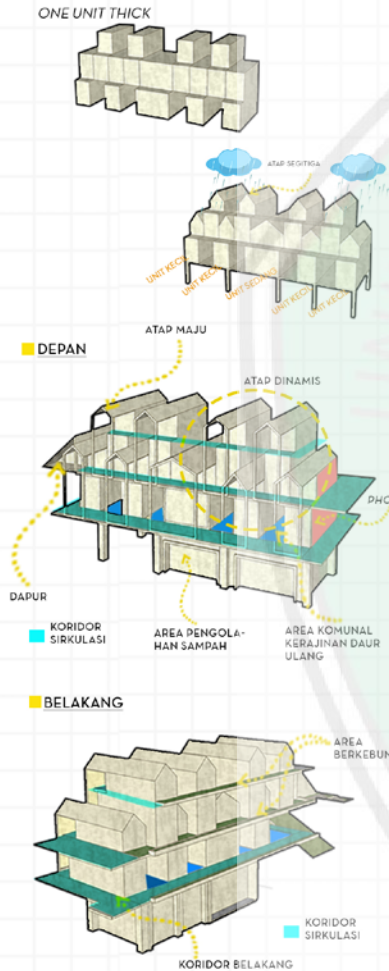 ONE UNIT THICK
ATAP SEGITIGA
UNIT KECIL
UNIT KECIL
UNIT SEDANG
UNIT KECIL
UNIT KECIL
ATAP MAJU
DEPAN
ATAP DINAMIS
PHO
DAPUR
KORIDOR
SIRKULASI
AREA PENGOLA-
HAN SAMPAH
AREA KOMUNAL
KERAJINAN DAUR
ULANG
BELAKANG
AREA
BERKEBUN
KORIDOR
SIRKULASI
KORIDOR BELAKANG